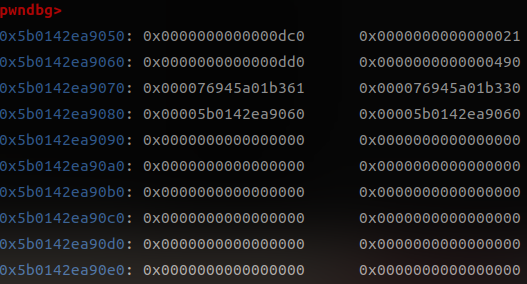 pwndbg>
0x5b0142ea9050: 0x0000000000000dc0 0x0000000000000021
0x5b0142ea9060: 0x0000000000000dd0 0x0000000000000490
0x5b0142ea9070: 0x000076945a01b361 0x000076945a01b330
0x5b0142ea9080: 0x00005b0142ea9060 0x00005b0142ea9060
0x5b0142ea9090: 0x0000000000000000 0x0000000000000000
0x5b0142ea90a0: 0x0000000000000000 0x0000000000000000
0x5b0142ea90b0: 0x0000000000000000 0x0000000000000000
0x5b0142ea90c0: 0x0000000000000000 0x0000000000000000
0x5b0142ea90d0: 0x0000000000000000 0x0000000000000000
0x5b0142ea90e0: 0x0000000000000000 0x0000000000000000